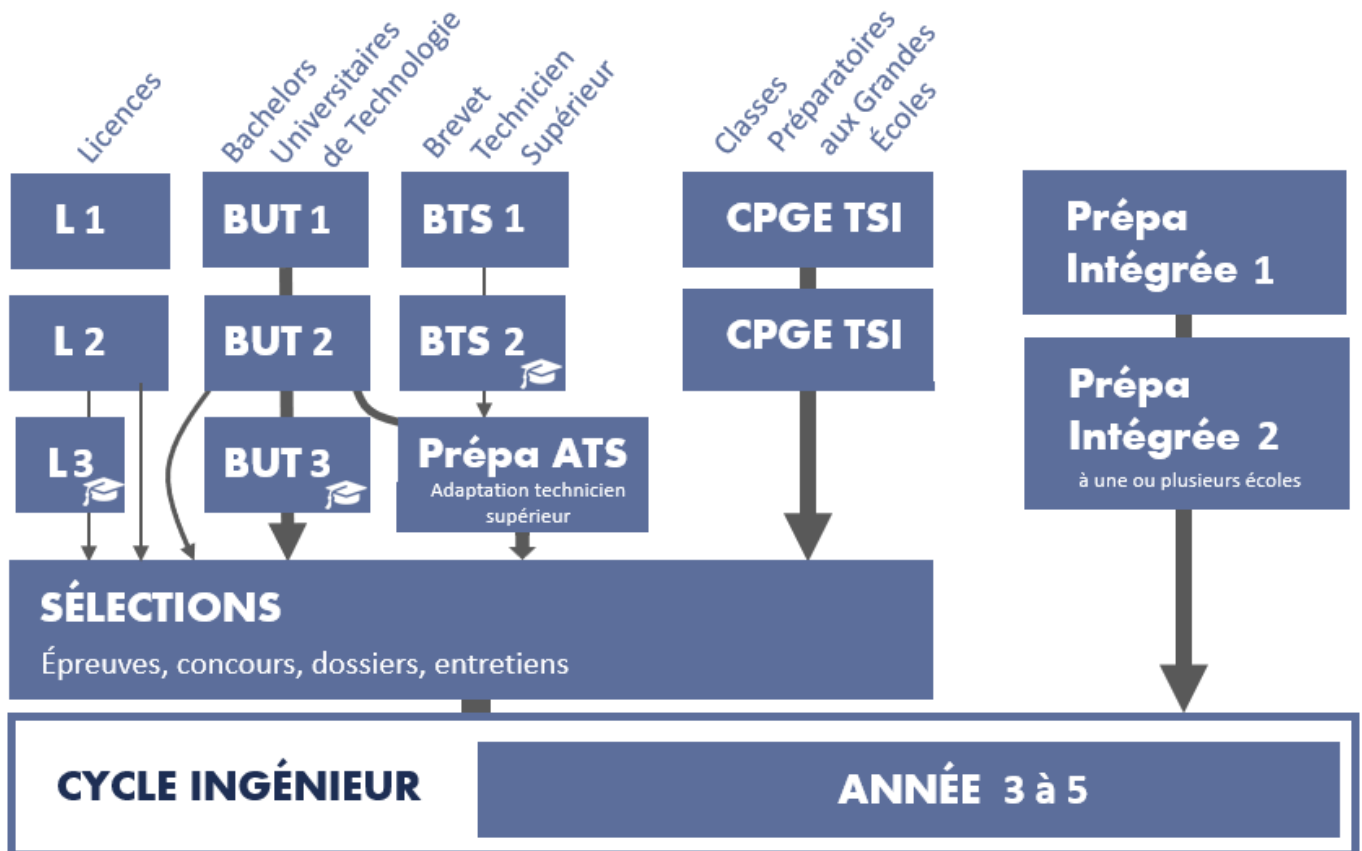 Licences
Bachelors
Universitaires
de Technologie
Brevet
Technicien
Supérieur
Classes
Préparatoires
aux Grandes
Écoles
L 1
BUT 1
BTS 1
CPGE TSI
Prépa
Intégrée 1
L 2
BUT 2
BTS 2
CPGE TSI
Prépa
Intégrée 2
à une ou plusieurs écoles
L 3
BUT 3
Prépa ATS
Adaptation technicien
supérieur
SÉLECTIONS
Épreuves, concours, dossiers, entretiens
CYCLE INGÉNIEUR
ANNÉE 3 à 5